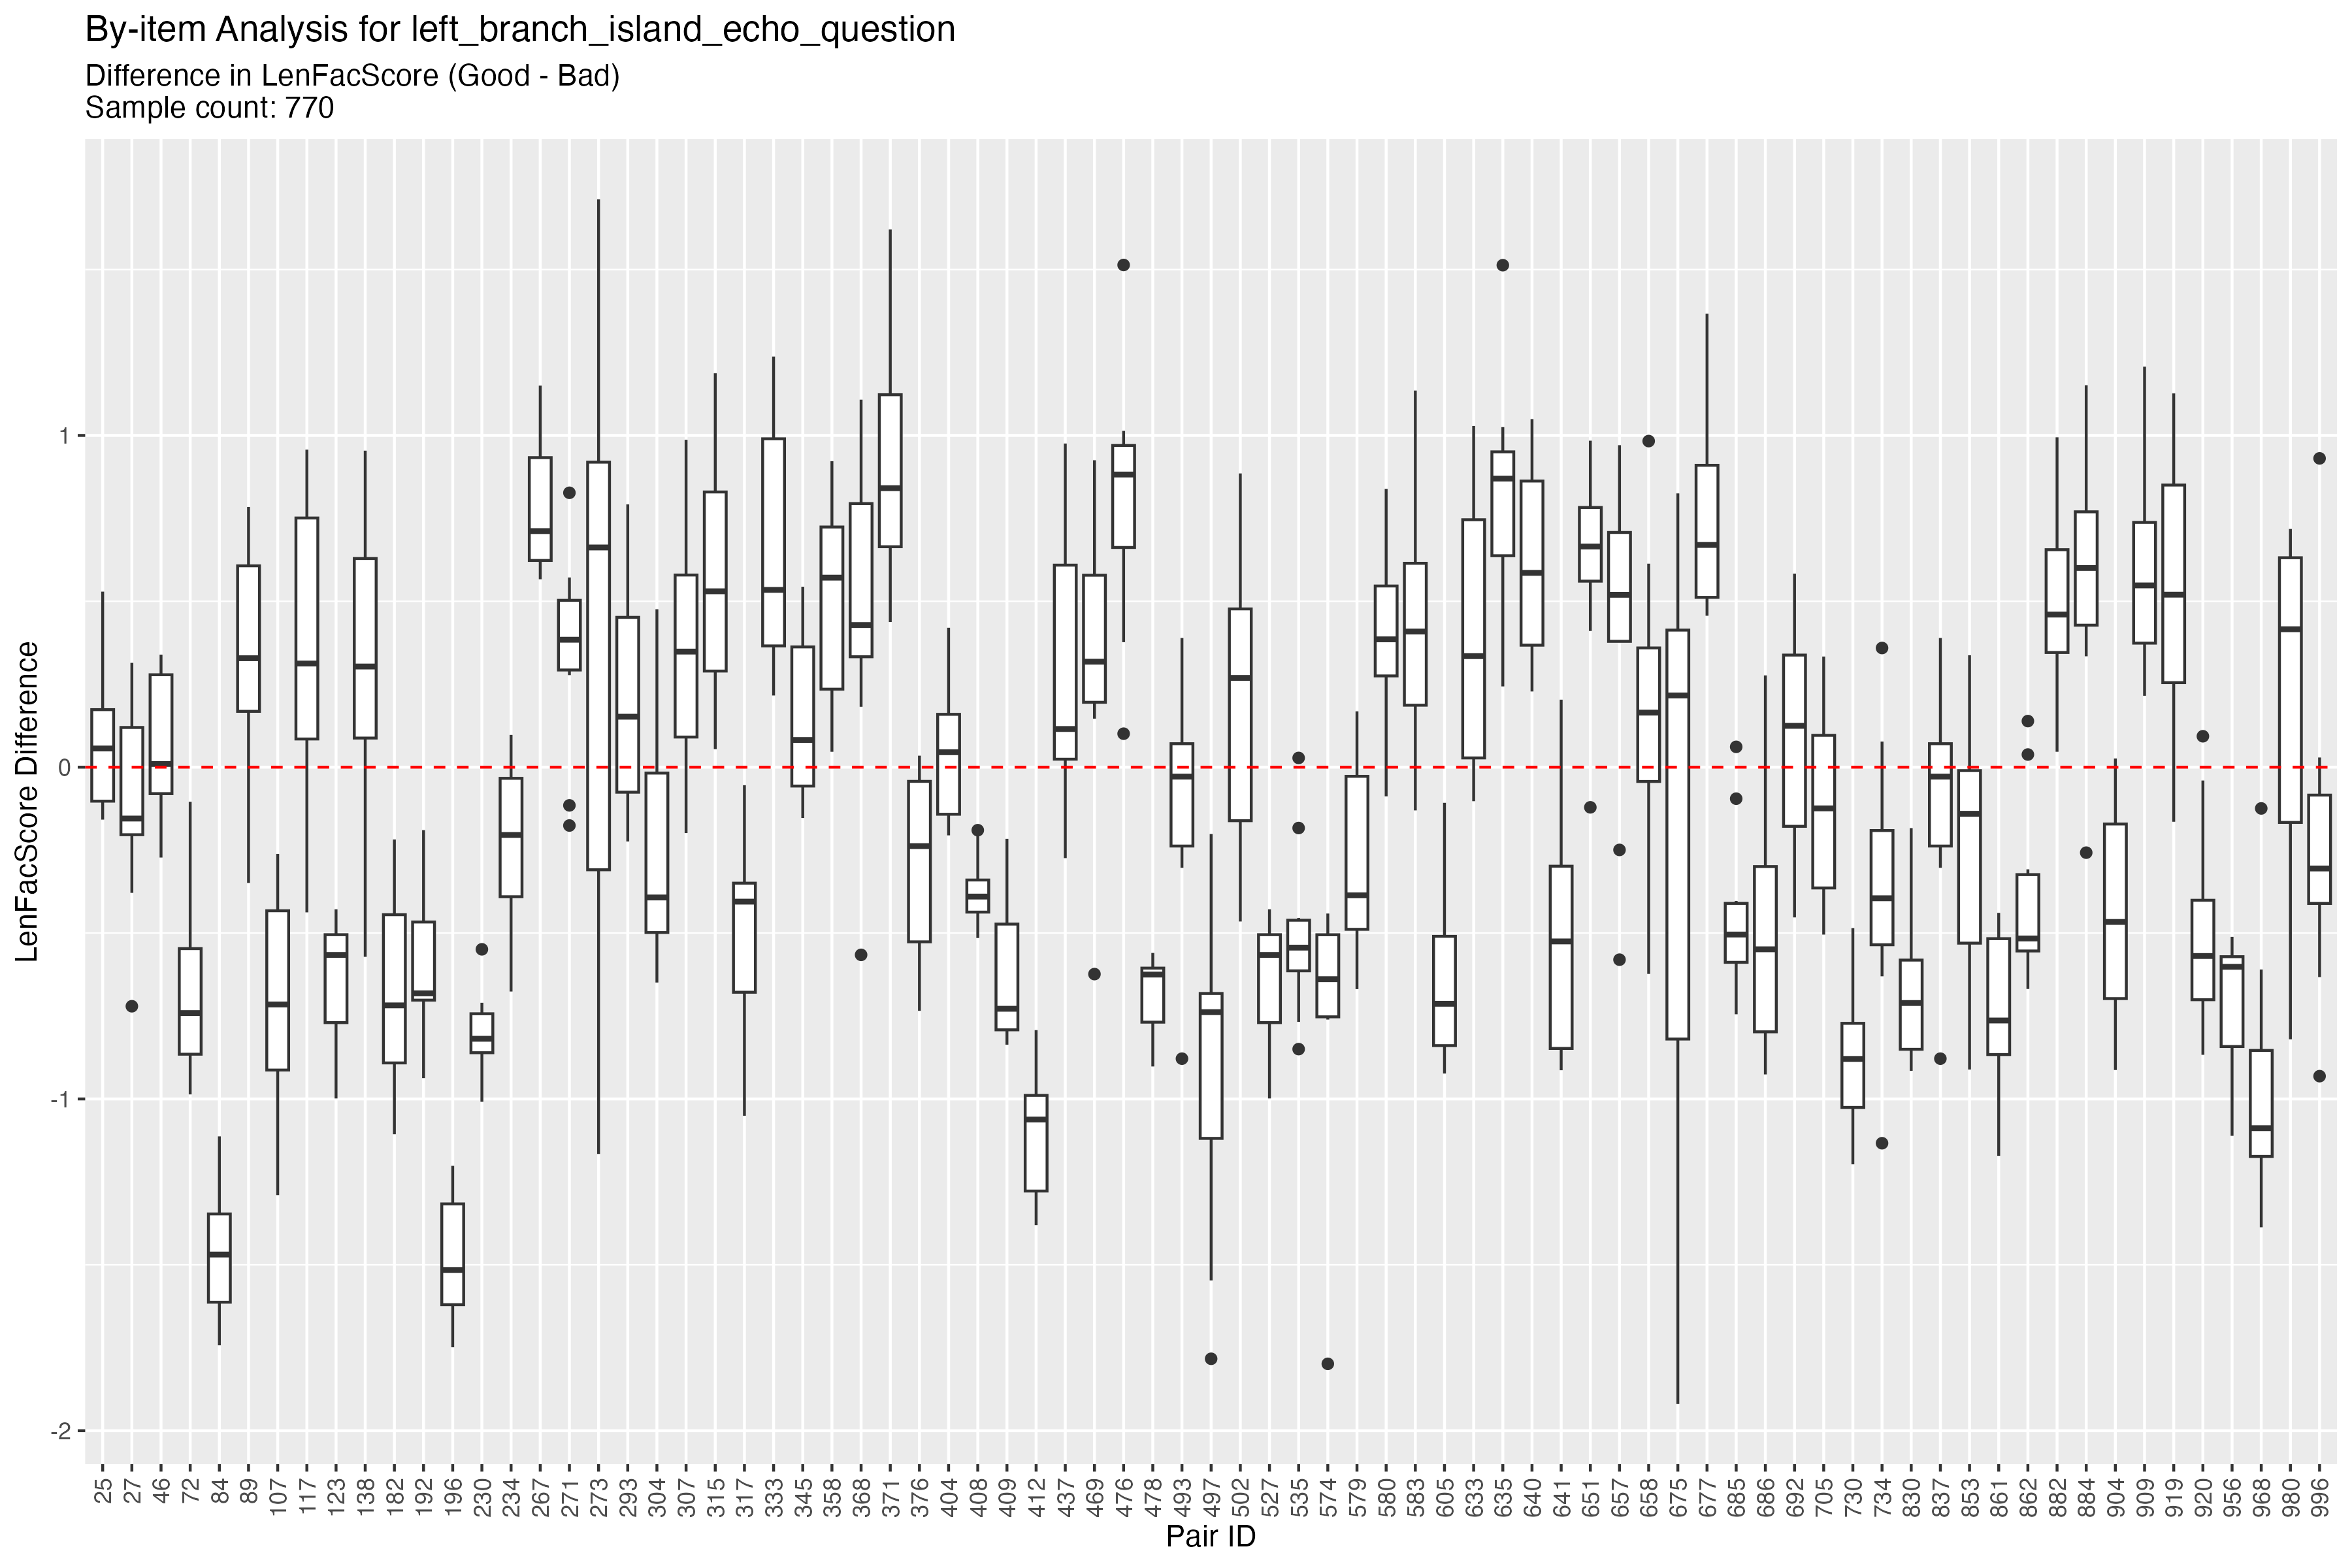 By-item Analysis for left_branch_island_echo_question
Difference in LenFacScore (Good - Bad)
Sample count: 770
LenFacScore Difference
1
0
-1
-2
25 27 46 72 84 89 107 117 123 138 182 192 196 230 234 267 271 273 293 304 307 315 317 333 345 358 368 371 376 404 408 409 412 437 469 476 478 493 497 502 527 535 574 579 580 583 605 633 635 640 641 651 657 658 675 677 685 686 692 705 730 734 830 837 853 861 862 882 884 904 909 919 920 956 968 980 996
Pair ID